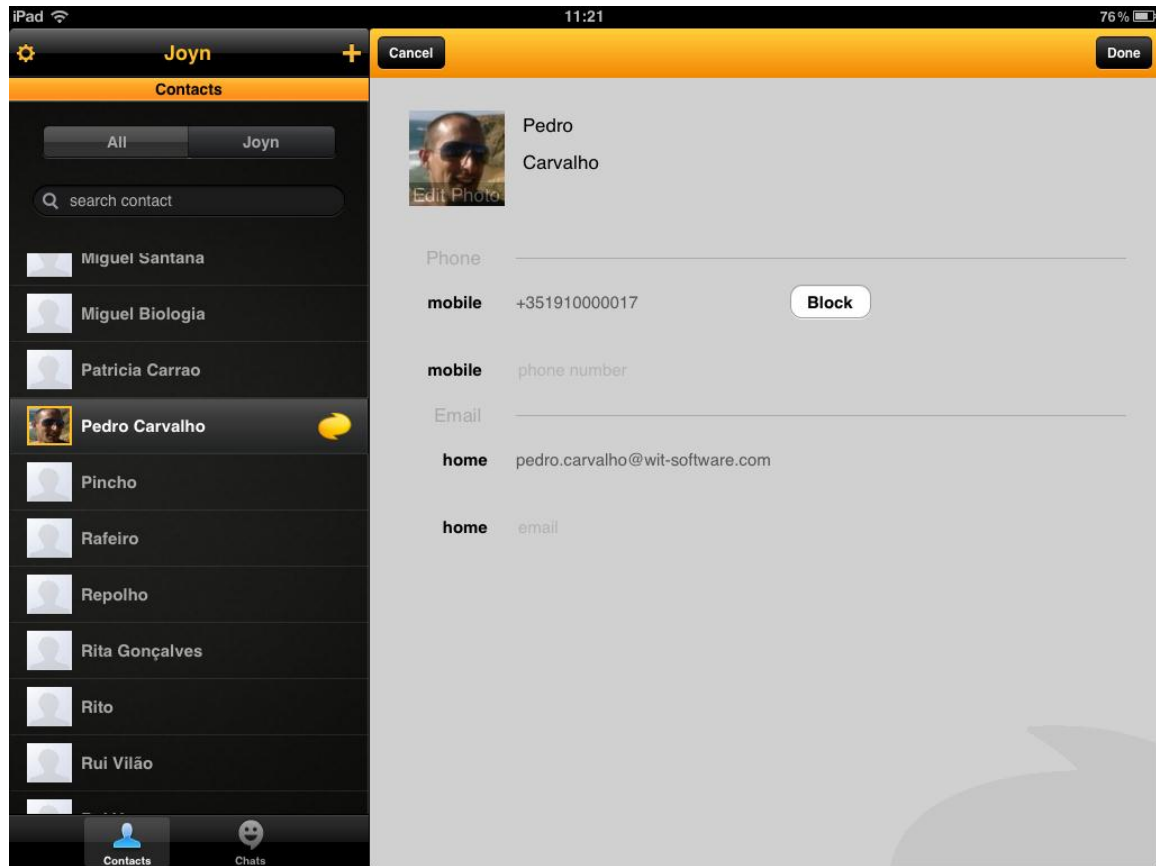 iPad 11:21 76%
Joyn
Contacts
All Joyn
search contact
Miguel Santana
Miguel Biologia
Patricia Carrao
Pedro Carvalho
Pincho
Rafeiro
Repolho
Rita Gonçalves
Rito
Rui Vilão
Contacts Chats
Cancel Done
Edit Photo
Pedro
Carvalho
Phone
mobile +351910000017 Block
mobile phone number
Email
home pedro.carvalho@wit-software.com
home email